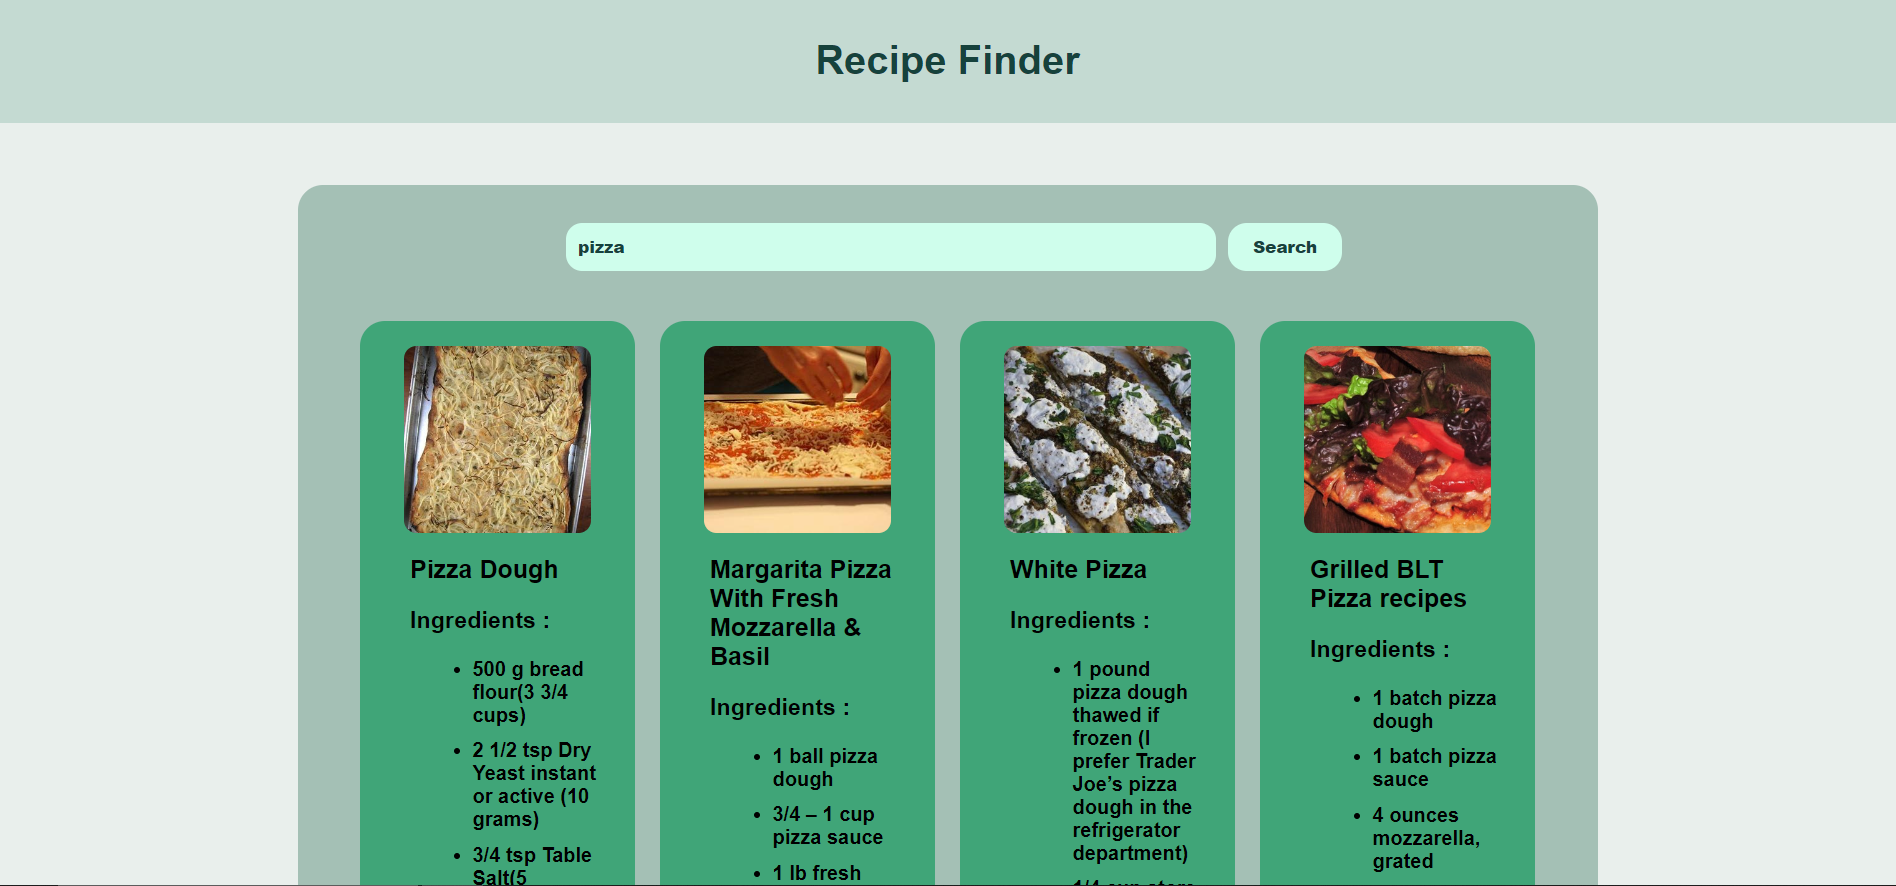 Recipe Finder
pizza
Search
Pizza Dough
Ingredients :
500 g bread
flour(3 3/4
cups)
2 1/2 tsp Dry
Yeast instant
or active (10
grams)
3/4 tsp Table
Salt(5
Margarita Pizza
With Fresh
Mozzarella &
Basil
Ingredients :
1 ball pizza
dough
3/4 – 1 cup
pizza sauce
1 lb fresh
White Pizza
Ingredients :
1 pound
pizza dough
thawed if
frozen (I
prefer Trader
Joe’s pizza
dough in the
refrigerator
department)
Grilled BLT
Pizza recipes
Ingredients :
1 batch pizza
dough
1 batch pizza
sauce
4 ounces
mozzarella,
grated